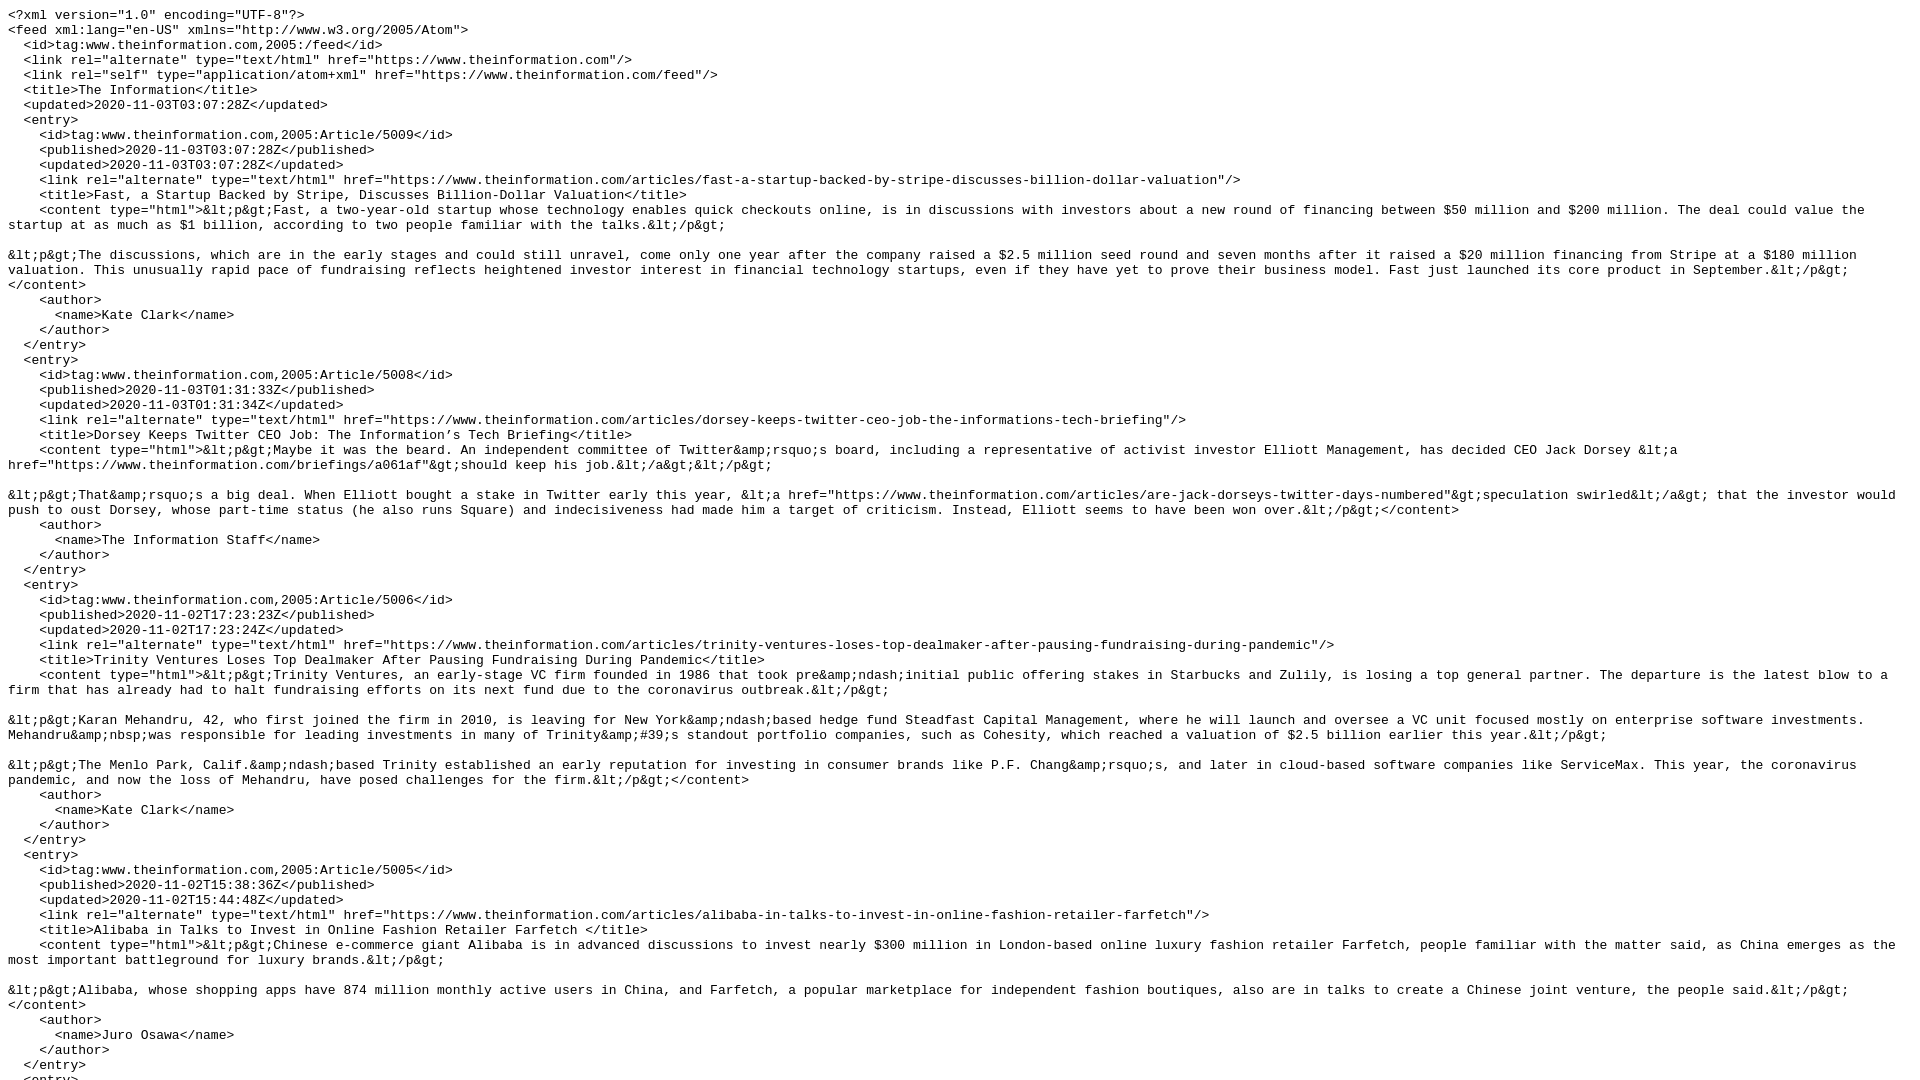 <?xml version="1.0" encoding="UTF-8"?>
<feed xml:lang="en-US" xmlns="http://www.w3.org/2005/Atom">
  <id>tag:www.theinformation.com,2005:/feed</id>
  <link rel="alternate" type="text/html" href="https://www.theinformation.com"/>
  <link rel="self" type="application/atom+xml" href="https://www.theinformation.com/feed"/>
  <title>The Information</title>
  <updated>2020-11-03T03:07:28Z</updated>
  <entry>
    <id>tag:www.theinformation.com,2005:Article/5009</id>
    <published>2020-11-03T03:07:28Z</published>
    <updated>2020-11-03T03:07:28Z</updated>
    <link rel="alternate" type="text/html" href="https://www.theinformation.com/articles/fast-a-startup-backed-by-stripe-discusses-billion-dollar-valuation"/>
    <title>Fast, a Startup Backed by Stripe, Discusses Billion-Dollar Valuation</title>
    <content type="html">&lt;p&gt;Fast, a two-year-old startup whose technology enables quick checkouts online, is in discussions with investors about a new round of financing between $50 million and $200 million. The deal could value the
startup at as much as $1 billion, according to two people familiar with the talks.&lt;/p&gt;

&lt;p&gt;The discussions, which are in the early stages and could still unravel, come only one year after the company raised a $2.5 million seed round and seven months after it raised a $20 million financing from Stripe at a $180 million
valuation. This unusually rapid pace of fundraising reflects heightened investor interest in financial technology startups, even if they have yet to prove their business model. Fast just launched its core product in September.&lt;/p&gt;
</content>
    <author>
      <name>Kate Clark</name>
    </author>
  </entry>
  <entry>
    <id>tag:www.theinformation.com,2005:Article/5008</id>
    <published>2020-11-03T01:31:33Z</published>
    <updated>2020-11-03T01:31:34Z</updated>
    <link rel="alternate" type="text/html" href="https://www.theinformation.com/articles/dorsey-keeps-twitter-ceo-job-the-informations-tech-briefing"/>
    <title>Dorsey Keeps Twitter CEO Job: The Information’s Tech Briefing</title>
    <content type="html">&lt;p&gt;Maybe it was the beard. An independent committee of Twitter&amp;rsquo;s board, including a representative of activist investor Elliott Management, has decided CEO Jack Dorsey &lt;a
href="https://www.theinformation.com/briefings/a061af"&gt;should keep his job.&lt;/a&gt;&lt;/p&gt;

&lt;p&gt;That&amp;rsquo;s a big deal. When Elliott bought a stake in Twitter early this year, &lt;a href="https://www.theinformation.com/articles/are-jack-dorseys-twitter-days-numbered"&gt;speculation swirled&lt;/a&gt; that the investor would
push to oust Dorsey, whose part-time status (he also runs Square) and indecisiveness had made him a target of criticism. Instead, Elliott seems to have been won over.&lt;/p&gt;</content>
    <author>
      <name>The Information Staff</name>
    </author>
  </entry>
  <entry>
    <id>tag:www.theinformation.com,2005:Article/5006</id>
    <published>2020-11-02T17:23:23Z</published>
    <updated>2020-11-02T17:23:24Z</updated>
    <link rel="alternate" type="text/html" href="https://www.theinformation.com/articles/trinity-ventures-loses-top-dealmaker-after-pausing-fundraising-during-pandemic"/>
    <title>Trinity Ventures Loses Top Dealmaker After Pausing Fundraising During Pandemic</title>
    <content type="html">&lt;p&gt;Trinity Ventures, an early-stage VC firm founded in 1986 that took pre&amp;ndash;initial public offering stakes in Starbucks and Zulily, is losing a top general partner. The departure is the latest blow to a
firm that has already had to halt fundraising efforts on its next fund due to the coronavirus outbreak.&lt;/p&gt;

&lt;p&gt;Karan Mehandru, 42, who first joined the firm in 2010, is leaving for New York&amp;ndash;based hedge fund Steadfast Capital Management, where he will launch and oversee a VC unit focused mostly on enterprise software investments.
Mehandru&amp;nbsp;was responsible for leading investments in many of Trinity&amp;#39;s standout portfolio companies, such as Cohesity, which reached a valuation of $2.5 billion earlier this year.&lt;/p&gt;

&lt;p&gt;The Menlo Park, Calif.&amp;ndash;based Trinity established an early reputation for investing in consumer brands like P.F. Chang&amp;rsquo;s, and later in cloud-based software companies like ServiceMax. This year, the coronavirus
pandemic, and now the loss of Mehandru, have posed challenges for the firm.&lt;/p&gt;</content>
    <author>
      <name>Kate Clark</name>
    </author>
  </entry>
  <entry>
    <id>tag:www.theinformation.com,2005:Article/5005</id>
    <published>2020-11-02T15:38:36Z</published>
    <updated>2020-11-02T15:44:48Z</updated>
    <link rel="alternate" type="text/html" href="https://www.theinformation.com/articles/alibaba-in-talks-to-invest-in-online-fashion-retailer-farfetch"/>
    <title>Alibaba in Talks to Invest in Online Fashion Retailer Farfetch </title>
    <content type="html">&lt;p&gt;Chinese e-commerce giant Alibaba is in advanced discussions to invest nearly $300 million in London-based online luxury fashion retailer Farfetch, people familiar with the matter said, as China emerges as the
most important battleground for luxury brands.&lt;/p&gt;

&lt;p&gt;Alibaba, whose shopping apps have 874 million monthly active users in China, and Farfetch, a popular marketplace for independent fashion boutiques, also are in talks to create a Chinese joint venture, the people said.&lt;/p&gt;
</content>
    <author>
      <name>Juro Osawa</name>
    </author>
  </entry>
  <entry>